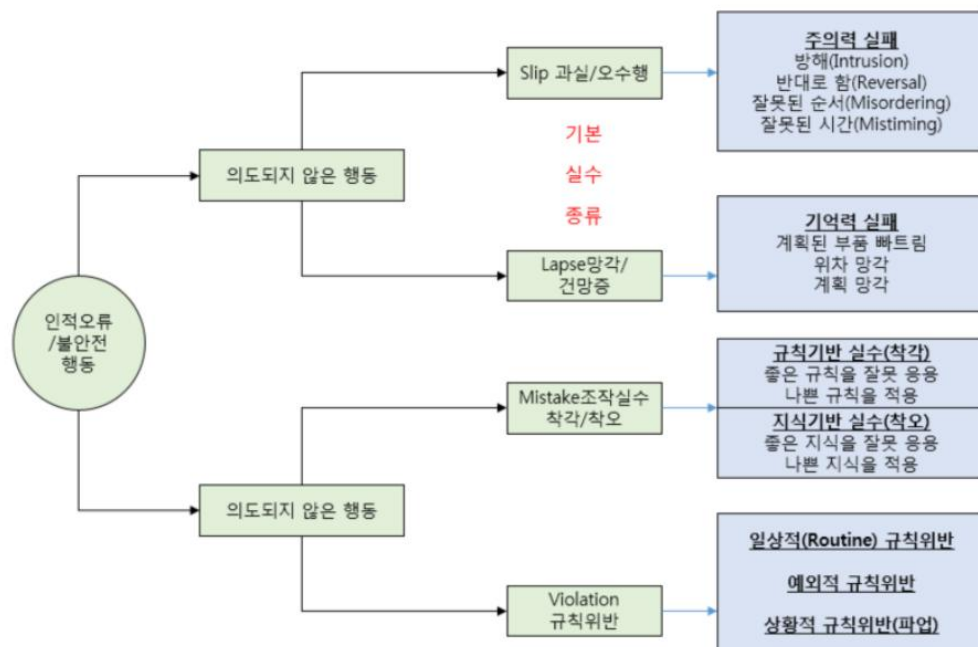 Slip 과실/오수행
주의력 실패
방해(Intrusion)
반대로 함(Reversal)
잘못된 순서(Misordering)
잘못된 시간(Mistiming)
기본
실수
종류
의도되지 않은 행동
Lapse망각/
건망증
기억력 실패
계획된 부품 빠트림
위차 망각
계획 망각
인적오류
/불안전
행동
Mistake조작실수
착각/착오
규칙기반 실수(착각)
좋은 규칙을 잘못 응용
나쁜 규칙을 적용
지식기반 실수(착오)
좋은 지식을 잘못 응용
나쁜 지식을 적용
의도되지 않은 행동
Violation
규칙위반
일상적(Routine) 규칙위반
예외적 규칙위반
상황적 규칙위반(파업)